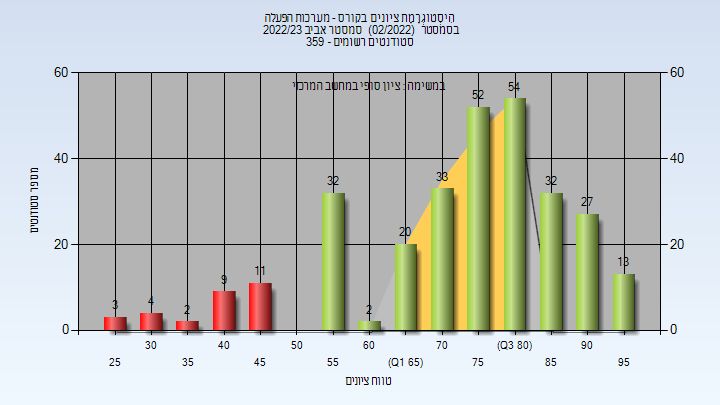 היסטוגרמת ציונים בקורס - מערכות הפעלה
בסמסטר (02/2022) סמסטר אביב 2022/23
סטודנטים רשומים - 359
במשימה : ציון סופי במחשב המרכזי
60 60
40 40
20 20
0 0
מספר סטודנטים
3 4 2 9 11 32 2 20 33 52 54 32 27 13
30 40 50 60 70 (Q3 80) 90
25 35 45 55 (Q1 65) 75 85 95
טווח ציונים